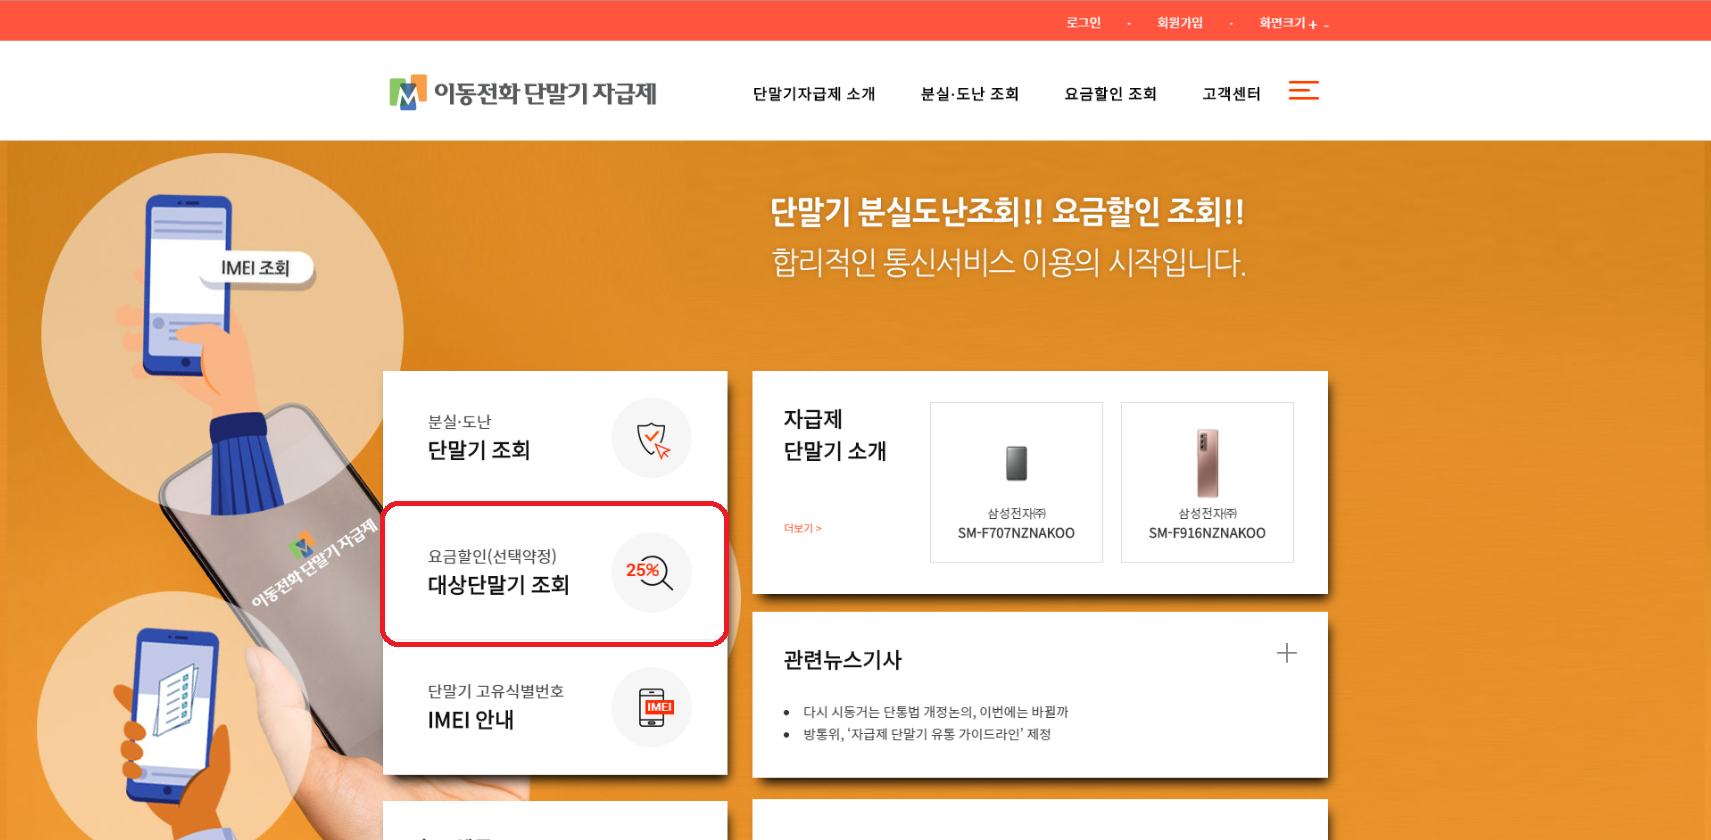 로그인 · 회원가입 · 화면크기 + -
이동전화 단말기 자급제
단말기자급제 소개 분실·도난 조회 요금할인 조회 고객센터
단말기 분실도난조회!! 요금할인 조회!!
합리적인 통신서비스 이용의 시작입니다.
IMEI 조회
이동전화 단말기 자급제
분실·도난
단말기 조회
요금할인(선택약정)
대상단말기 조회
25%
단말기 고유식별번호
IMEI 안내
IMEI
자급제
단말기 소개
더보기 >
삼성전자㈜
SM-F707NZNAKOO
삼성전자㈜
SM-F916NZNAKOO
관련뉴스기사
• 다시 시동거는 단통법 개정논의, 이번에는 바뀔까
• 방통위, ‘자급제 단말기 유통 가이드라인’ 제정